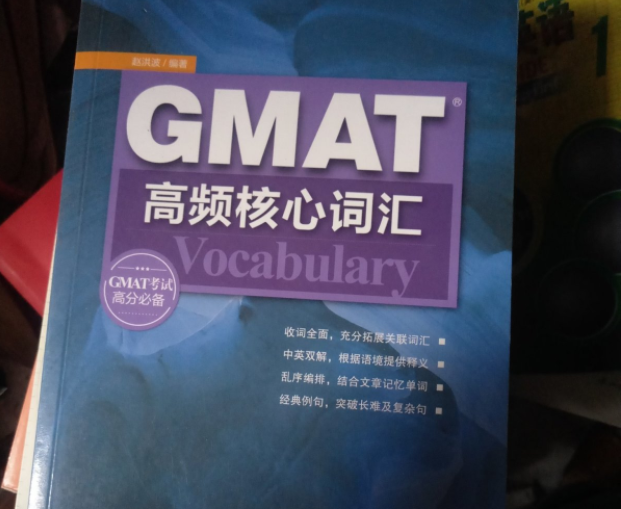 赵洪波/编著
GMAT®
高频核心词汇
Vocabulary
GMAT考试
高分必备
收词全面，充分拓展关联词汇
中英双解，根据语境提供释义
乱序编排，结合文章记忆单词
经典例句，突破长难及复杂句
语
1